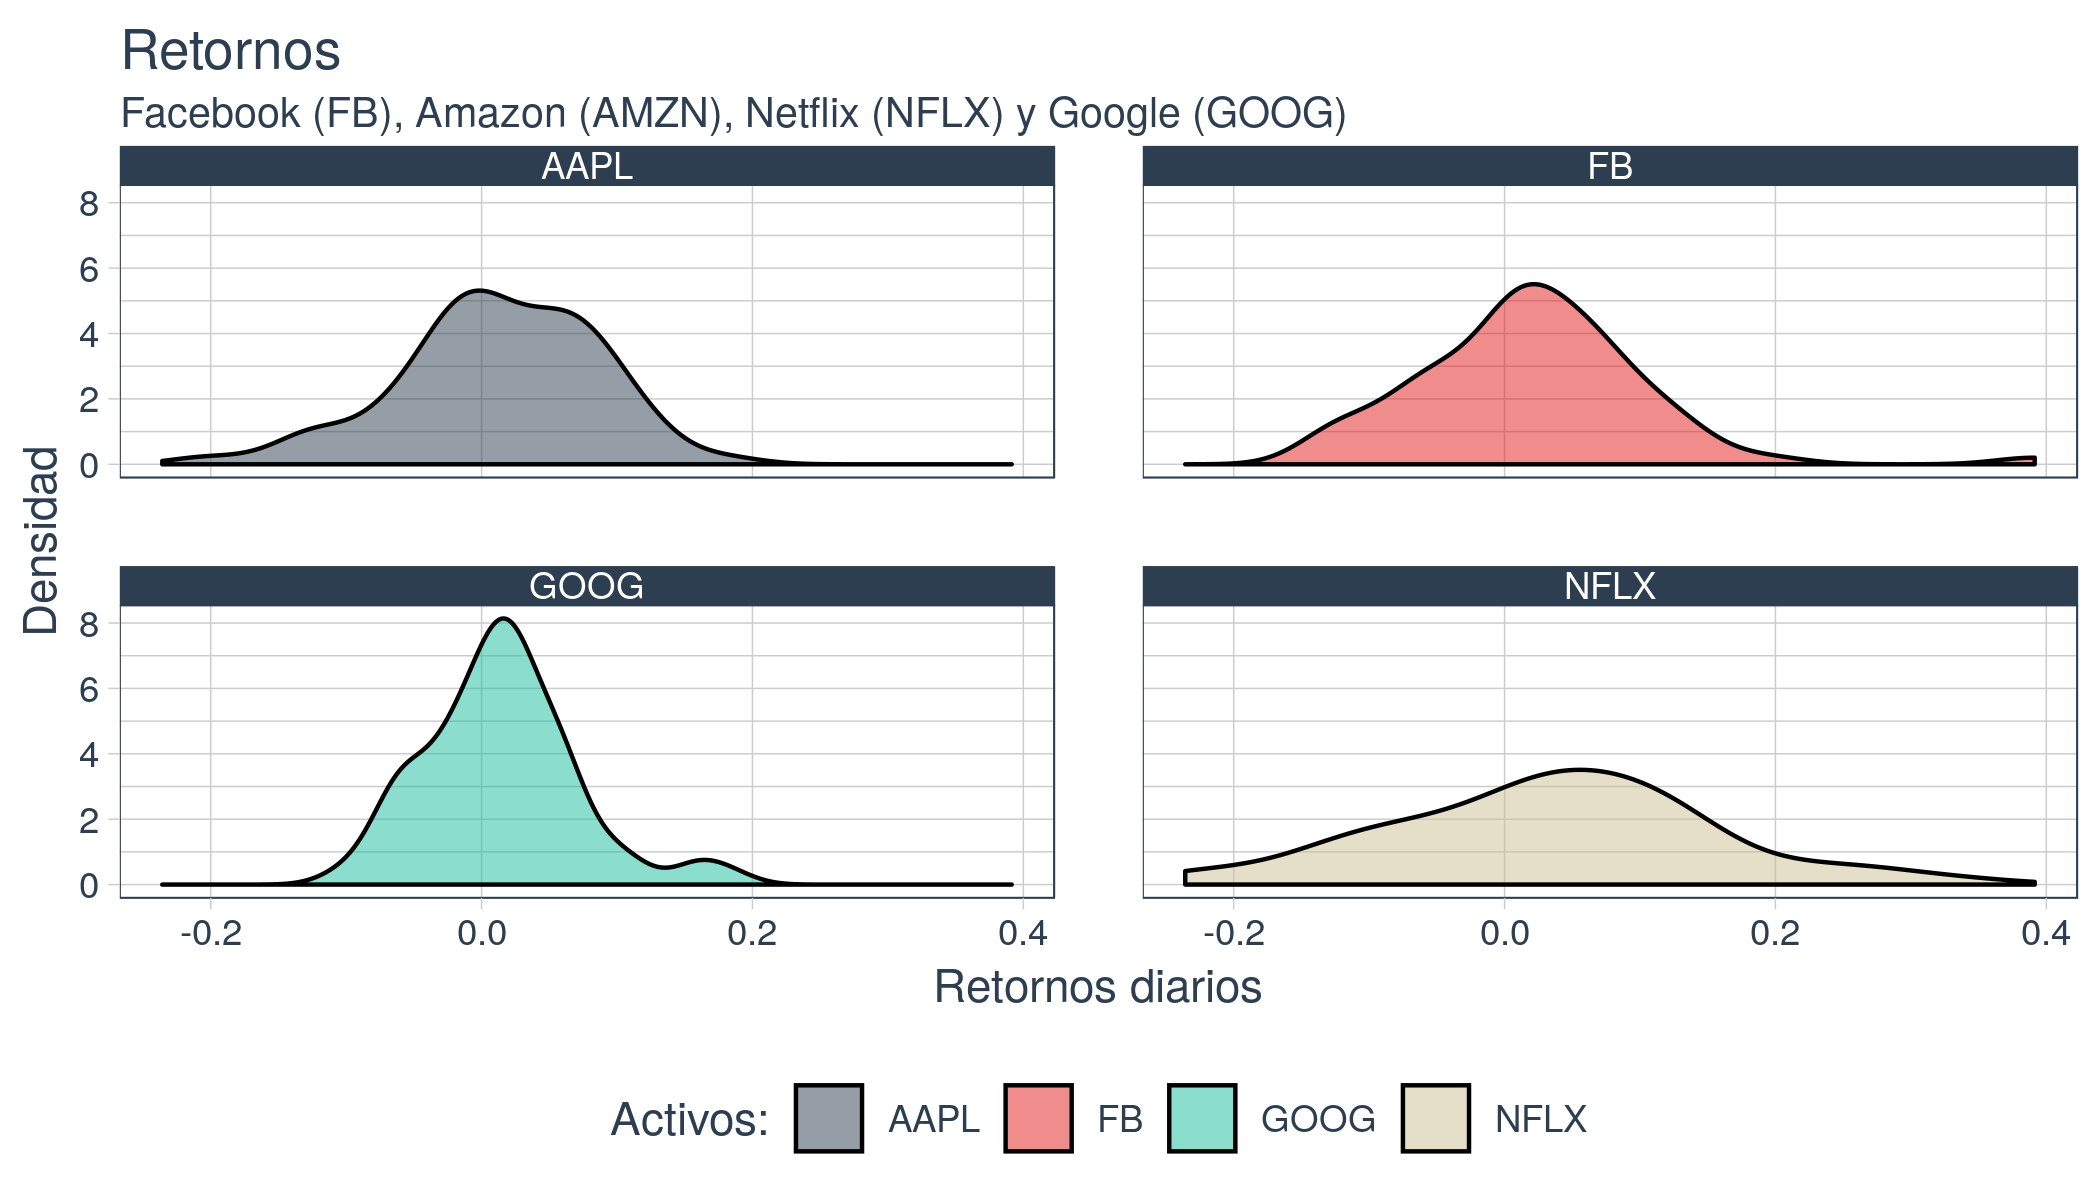 Retornos
Facebook (FB), Amazon (AMZN), Netflix (NFLX) y Google (GOOG)
AAPL
FB
8
6
4
2
0
Densidad
GOOG
NFLX
8
6
4
2
0
-0.2 0.0 0.2 0.4
-0.2 0.0 0.2 0.4
Retornos diarios
Activos: AAPL FB GOOG NFLX